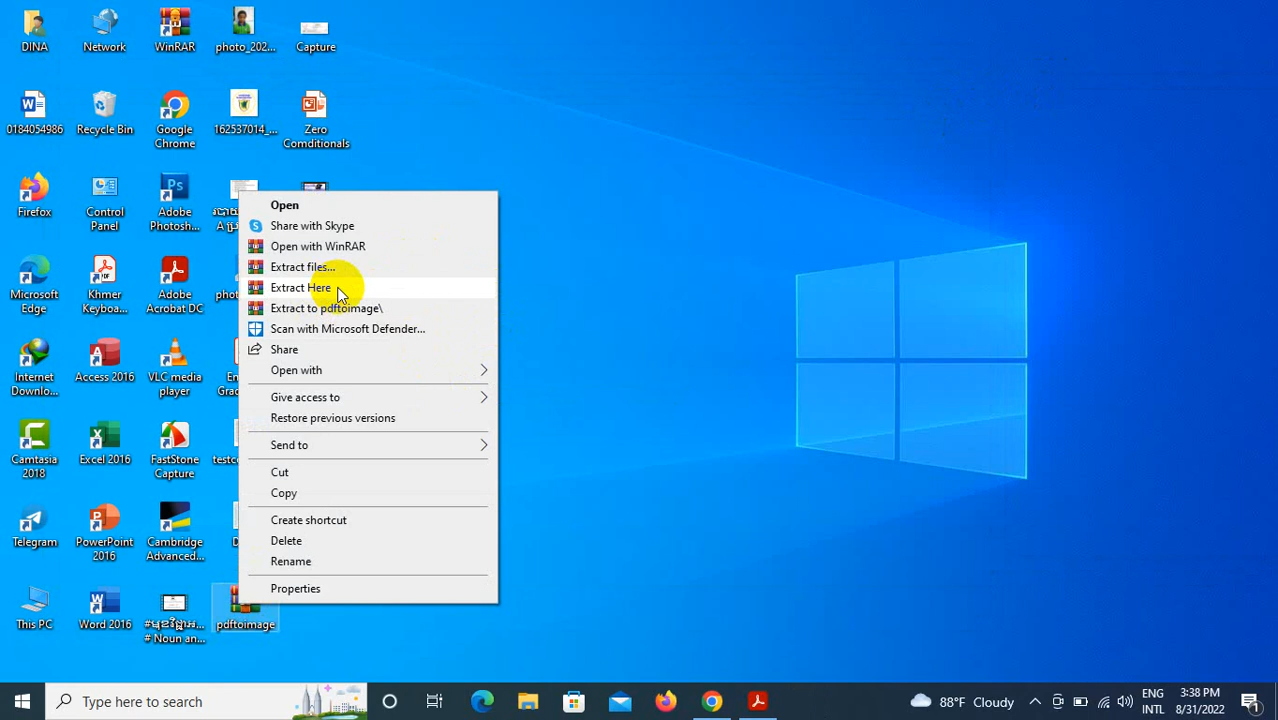 DINA
Network
WinRAR
photo_202...
Capture
0184054986
Recycle Bin
Google
Chrome
162537014_...
Zero
Comditionals
Firefox
Control
Panel
Adobe
Photosh...
Microsoft
Edge
Khmer
Keyboa...
Adobe
Acrobat DC
Internet
Downlo...
Access 2016
VLC media
player
Camtasia
2018
Excel 2016
FastStone
Capture
Telegram
PowerPoint
2016
Cambridge
Advanced...
This PC
Word 2016
# Noun an...
pdftoimage
Open
Share with Skype
Open with WinRAR
Extract files...
Extract Here
Extract to pdftoimage\
Scan with Microsoft Defender...
Share
Open with
Give access to
Restore previous versions
Send to
Cut
Copy
Create shortcut
Delete
Rename
Properties
Type here to search
88°F Cloudy
ENG
INTL
3:38 PM
8/31/2022
1